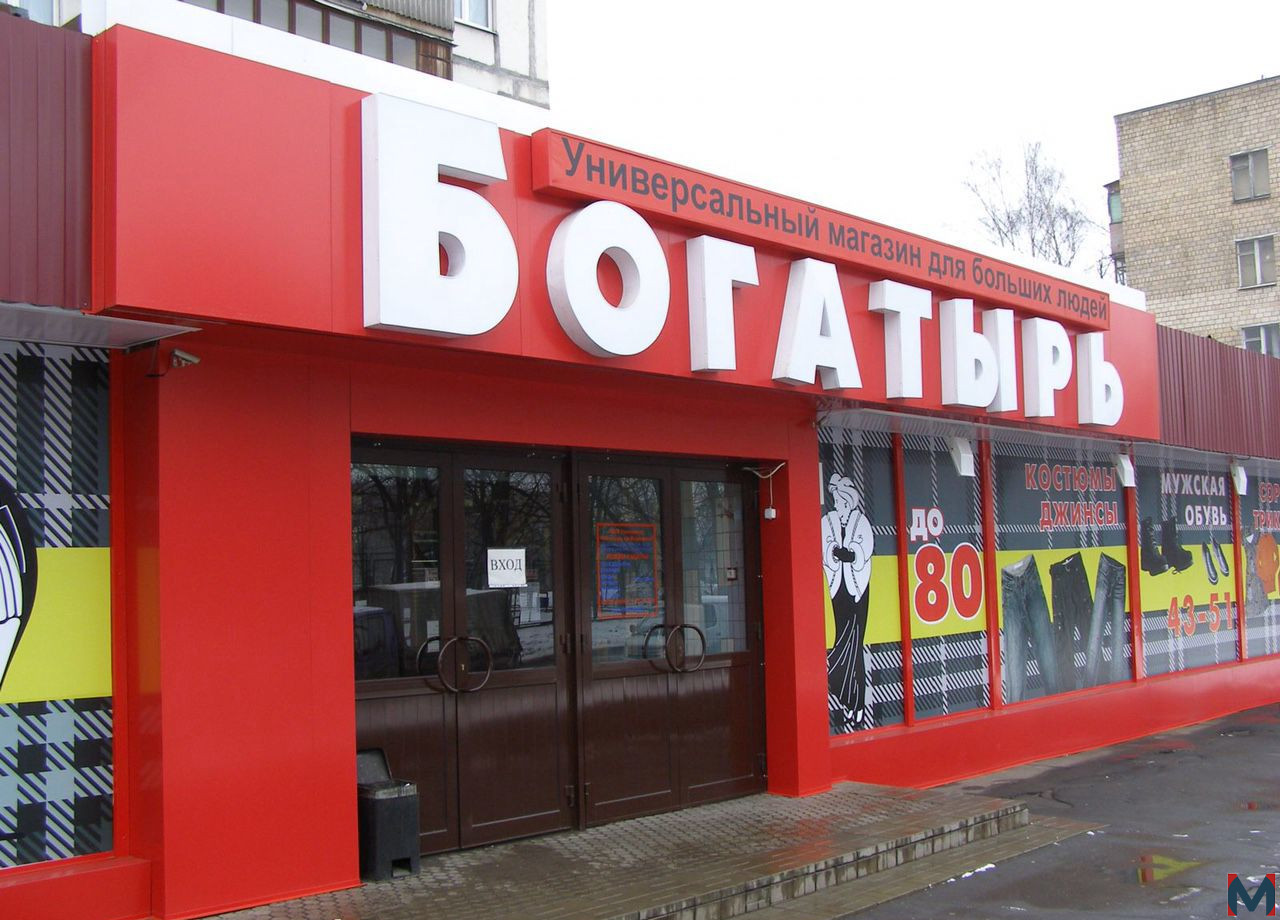 Универсальный магазин для больших людей
БОГАТЫРЬ
ВХОД
ДО
80
КОСТЮМЫ
ДЖИНСЫ
МУЖСКАЯ
ОБУВЬ
43-51
M